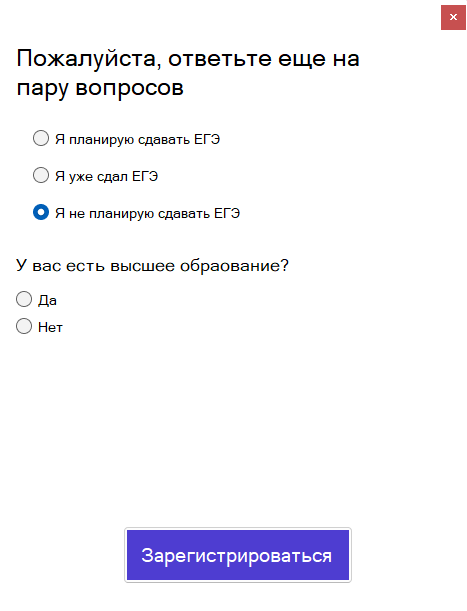 Пожалуйста, ответьте еще на
пару вопросов
Я планирую сдавать ЕГЭ
Я уже сдал ЕГЭ
Я не планирую сдавать ЕГЭ
У вас есть высшее обраование?
Да
Нет
Зарегистрироваться